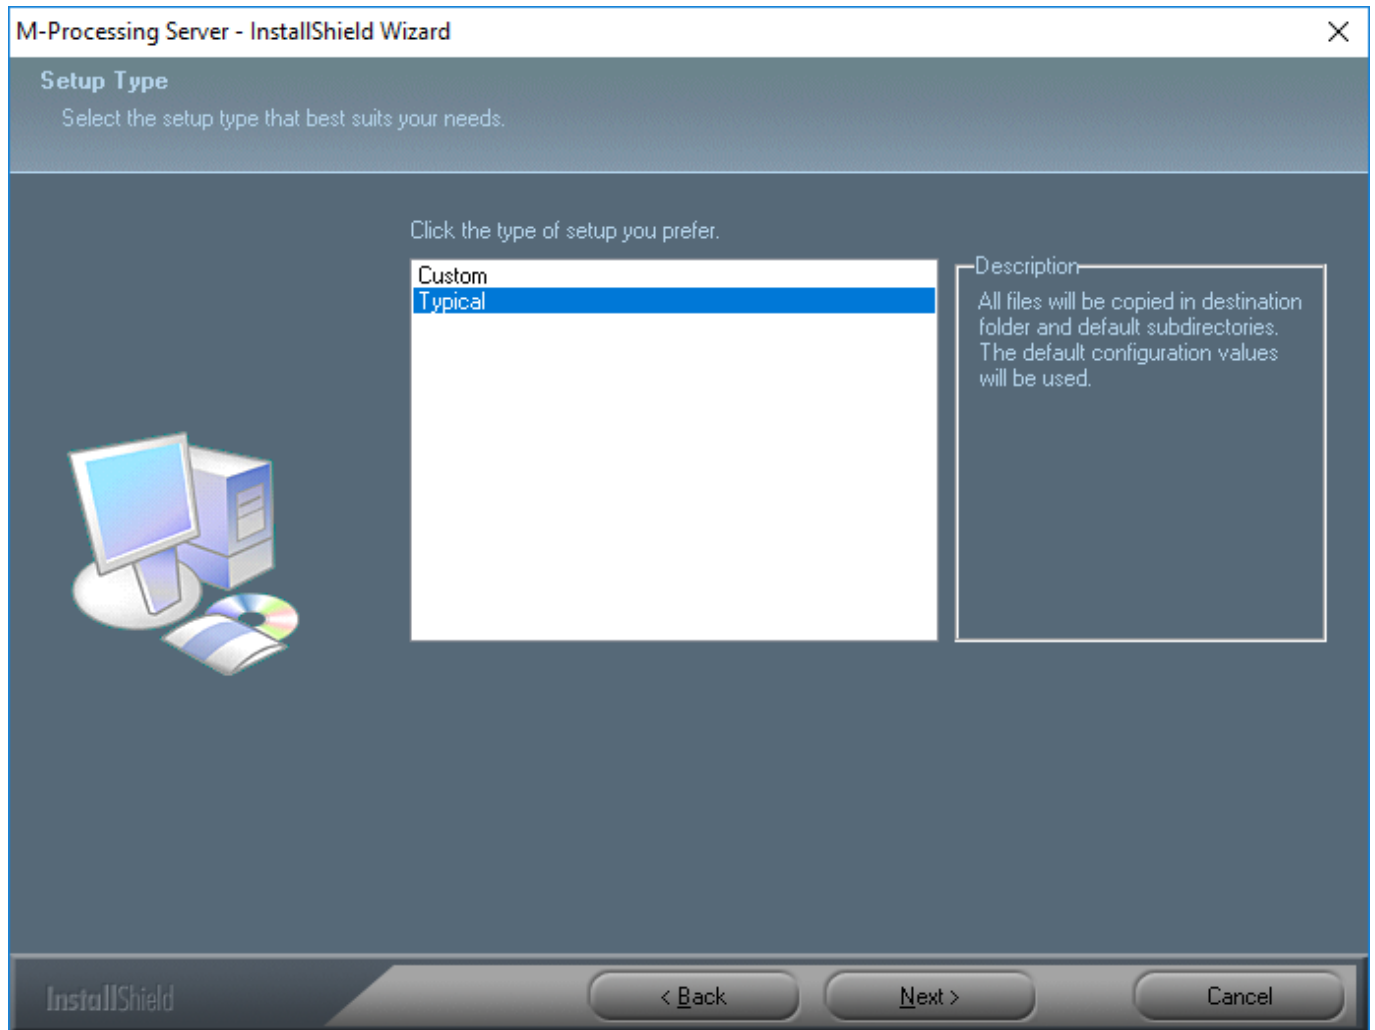 M-Processing Server - InstallShield Wizard
Setup Type
Select the setup type that best suits your needs.
Click the type of setup you prefer.
Custom
Typical
Description
All files will be copied in destination
folder and default subdirectories.
The default configuration values
will be used.
InstallShield
< Back
Next >
Cancel